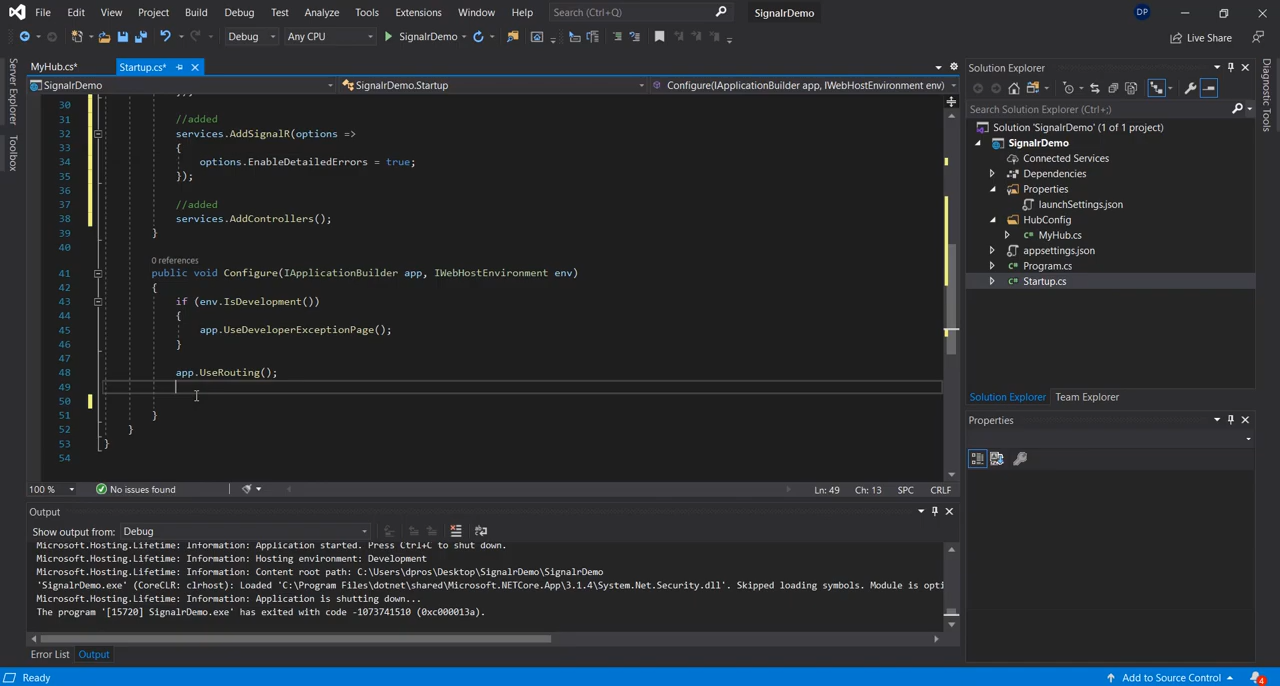 File Edit View Project Build Debug Test Analyze Tools Extensions Window Help Search (Ctrl+Q) SignalrDemo DP
Debug Any CPU SignalrDemo Live Share
Server Explorer
Toolbox
MyHub.cs* Startup.cs*
SignalrDemo SignalrDemo.Startup Configure(IApplicationBuilder app, IWebHostEnvironment env)
30
31 //added
32 services.AddSignalR(options =>
33 {
34 options.EnableDetailedErrors = true;
35 });
36
37 //added
38 services.AddControllers();
39 }
40
0 references
41 public void Configure(IApplicationBuilder app, IWebHostEnvironment env)
42 {
43 if (env.IsDevelopment())
44 {
45 app.UseDeveloperExceptionPage();
46 }
47
48 app.UseRouting();
49
50
51 }
52 }
53 }
54
100 % No issues found Ln: 49 Ch: 13 SPC CRLF
Output
Show output from: Debug
Microsoft.Hosting.Lifetime: Information: Application started. Press Ctrl+C to shut down.
Microsoft.Hosting.Lifetime: Information: Hosting environment: Development
Microsoft.Hosting.Lifetime: Information: Content root path: C:\Users\dpros\Desktop\SignalrDemo\SignalrDemo
'SignalrDemo.exe' (CoreCLR: clrhost): Loaded 'C:\Program Files\dotnet\shared\Microsoft.NETCore.App\3.1.4\System.Net.Security.dll'. Skipped loading symbols. Module is opti
Microsoft.Hosting.Lifetime: Information: Application is shutting down...
The program '[15720] SignalrDemo.exe' has exited with code -1073741510 (0xc000013a).
Error List Output
Solution Explorer
Search Solution Explorer (Ctrl+;)
Solution 'SignalrDemo' (1 of 1 project)
SignalrDemo
Connected Services
Dependencies
Properties
launchSettings.json
HubConfig
MyHub.cs
appsettings.json
Program.cs
Startup.cs
Solution Explorer Team Explorer
Properties
Diagnostic Tools
Ready Add to Source Control 4